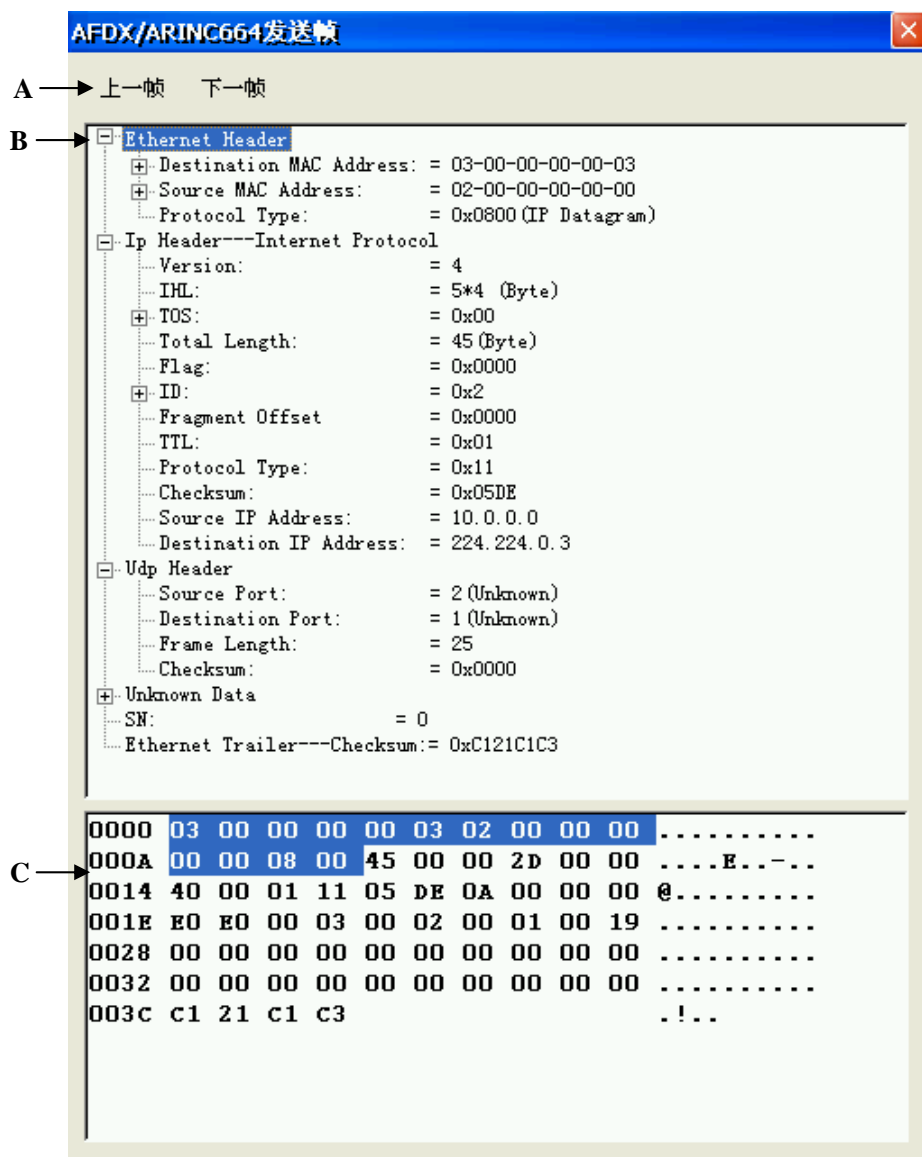 AFDX/ARINC664发送帧
A
上一帧 下一帧
B
Ethernet Header
Destination MAC Address: = 03-00-00-00-00-03
Source MAC Address: = 02-00-00-00-00-00
Protocol Type: = 0x0800(IP Datagram)
Ip Header---Internet Protocol
Version: = 4
IHL: = 5*4 (Byte)
TOS: = 0x00
Total Length: = 45(Byte)
Flag: = 0x0000
ID: = 0x2
Fragment Offset = 0x0000
TTL: = 0x01
Protocol Type: = 0x11
Checksum: = 0x05DE
Source IP Address: = 10.0.0.0
Destination IP Address: = 224.224.0.3
Udp Header
Source Port: = 2(Unknown)
Destination Port: = 1(Unknown)
Frame Length: = 25
Checksum: = 0x0000
Unknown Data
SN: = 0
Ethernet Trailer---Checksum:= 0xC121C1C3
0000 03 00 00 00 00 03 02 00 00 00 ..........
000A 00 00 08 00 45 00 00 2D 00 00 ....E..-..
C
0014 40 00 01 11 05 DE 0A 00 00 00 @.........
001E E0 E0 00 03 00 02 00 01 00 19 ..........
0028 00 00 00 00 00 00 00 00 00 00 ..........
0032 00 00 00 00 00 00 00 00 00 00 ..........
003C C1 21 C1 C3 .!..